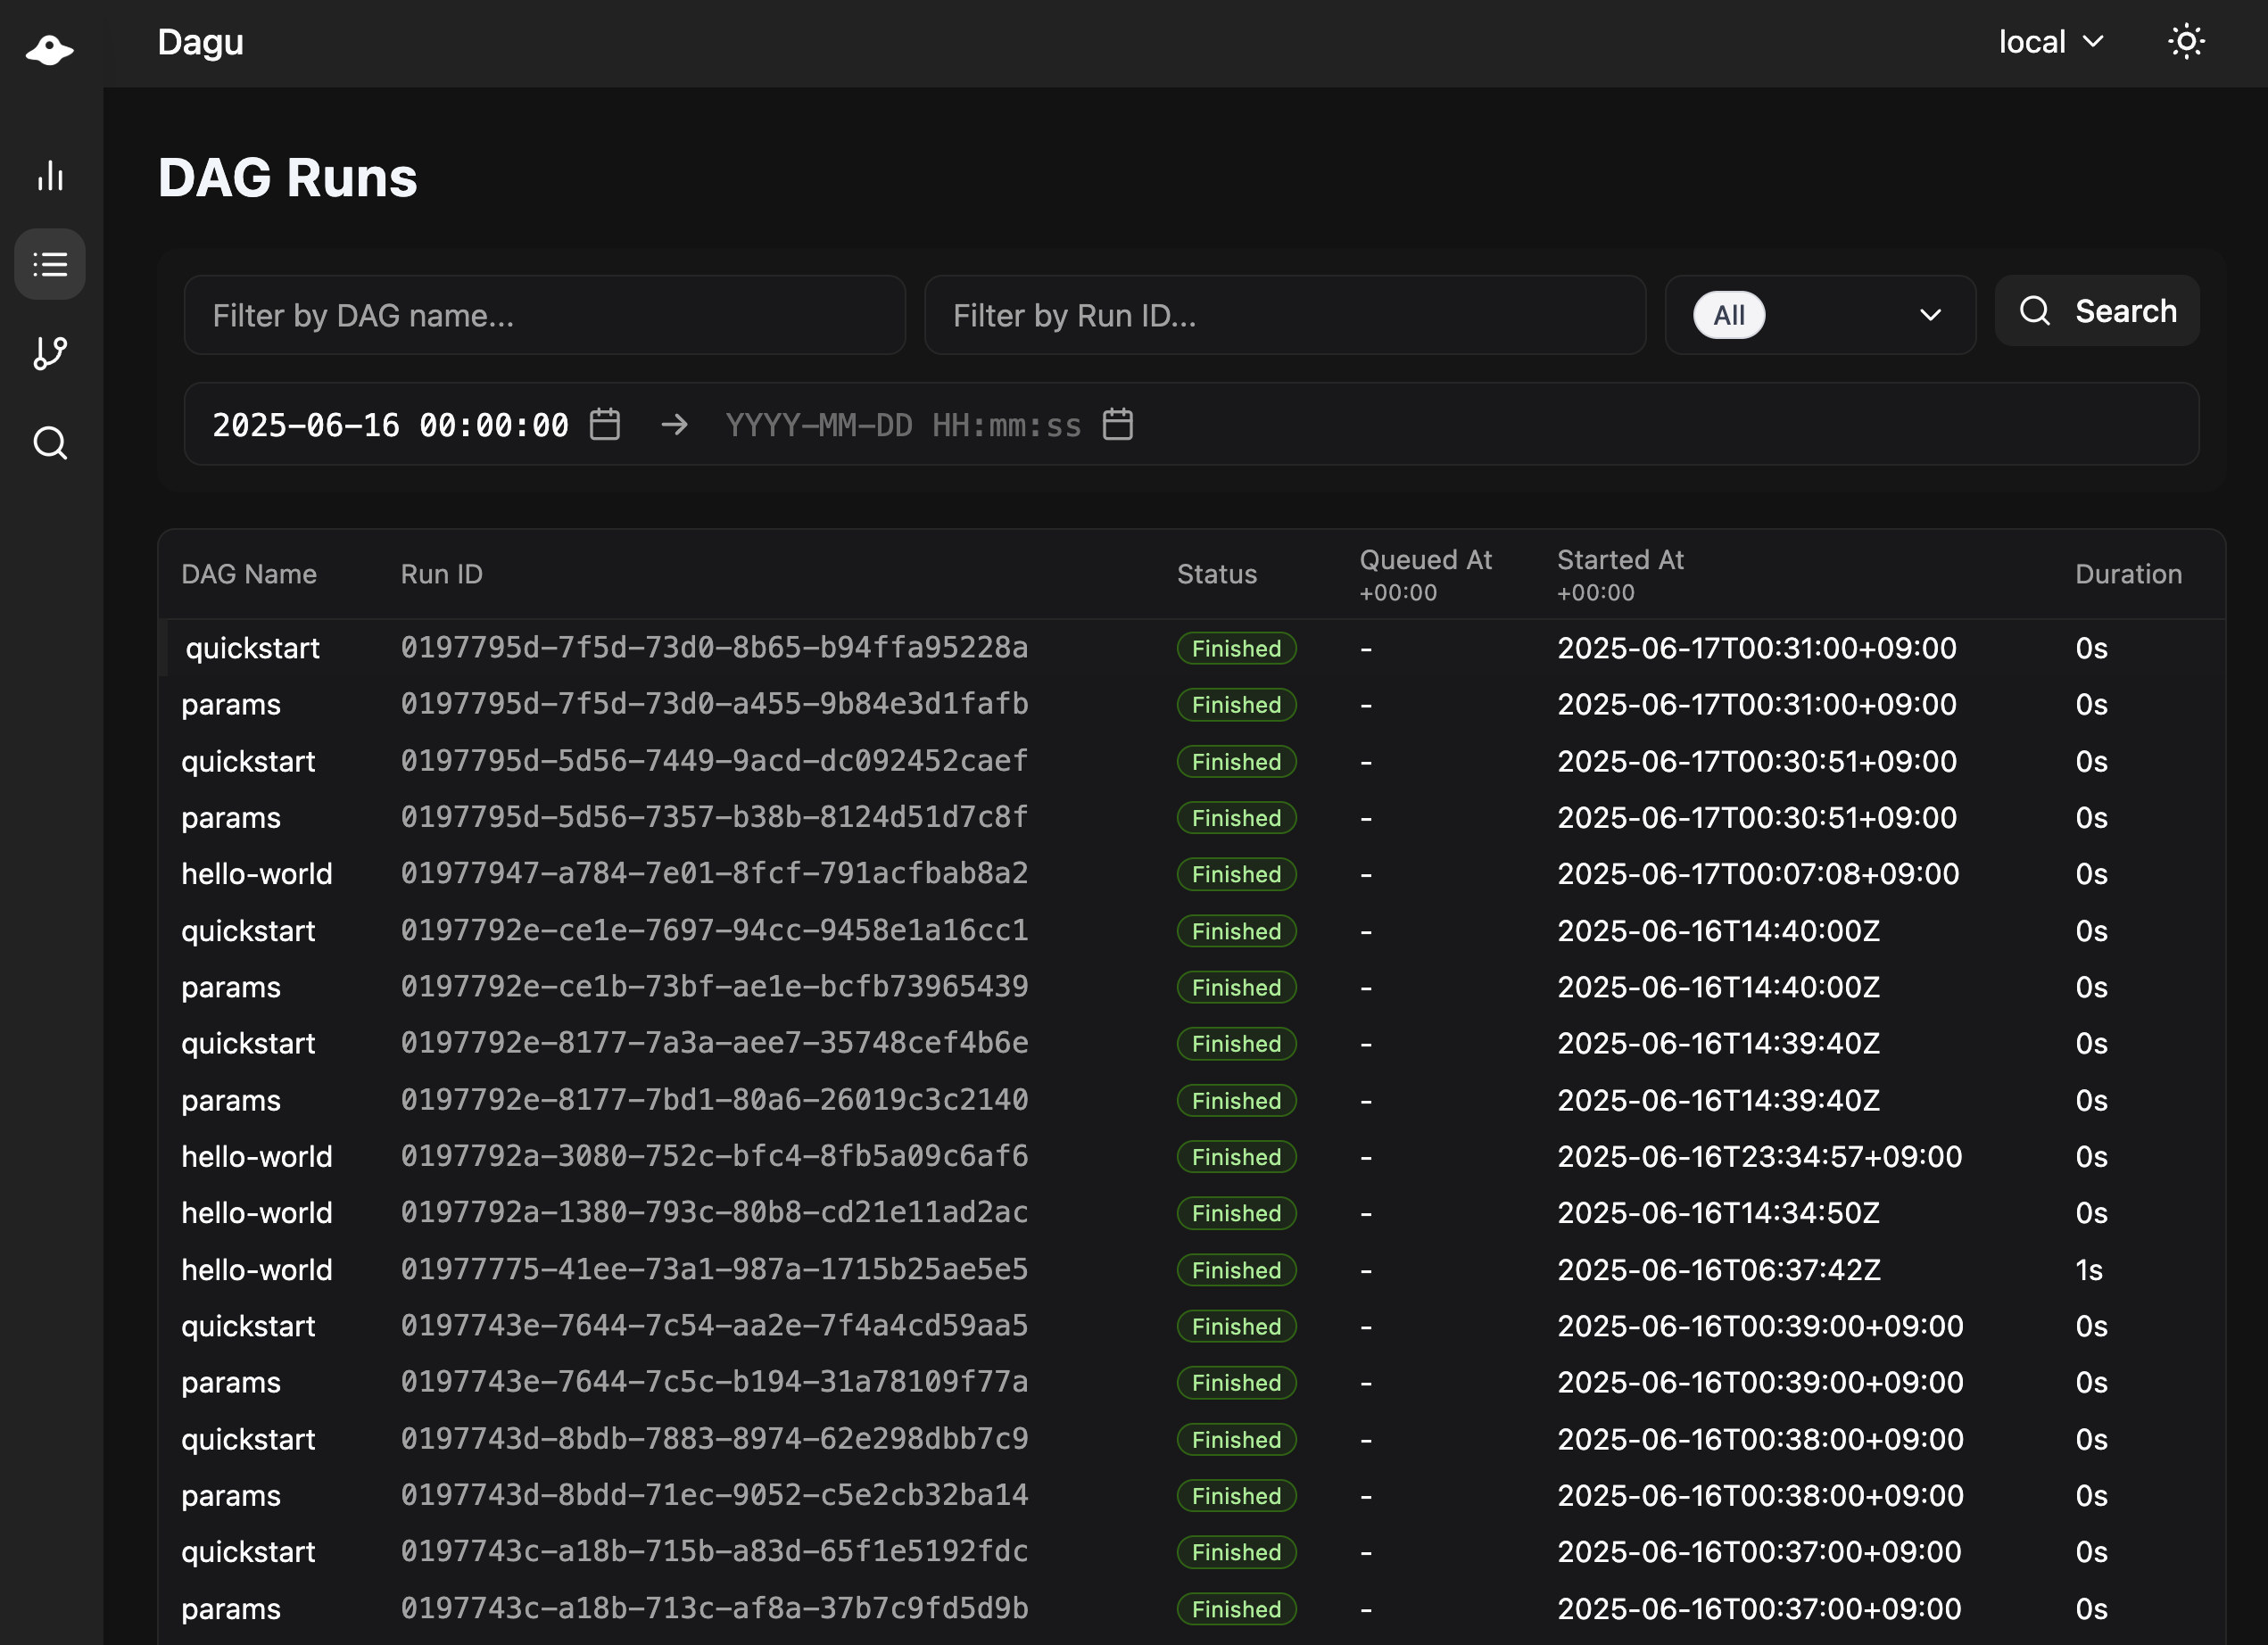 Dagu
local
DAG Runs
Filter by DAG name...
Filter by Run ID...
All
Search
2025-06-16 00:00:00
YYYY-MM-DD HH:mm:ss
DAG Name Run ID Status Queued At +00:00 Started At +00:00 Duration
quickstart 0197795d-7f5d-73d0-8b65-b94ffa95228a Finished - 2025-06-17T00:31:00+09:00 0s
params 0197795d-7f5d-73d0-a455-9b84e3d1fafb Finished - 2025-06-17T00:31:00+09:00 0s
quickstart 0197795d-5d56-7449-9acd-dc092452caef Finished - 2025-06-17T00:30:51+09:00 0s
params 0197795d-5d56-7357-b38b-8124d51d7c8f Finished - 2025-06-17T00:30:51+09:00 0s
hello-world 01977947-a784-7e01-8fcf-791acfbab8a2 Finished - 2025-06-17T00:07:08+09:00 0s
quickstart 0197792e-ce1e-7697-94cc-9458e1a16cc1 Finished - 2025-06-16T14:40:00Z 0s
params 0197792e-ce1b-73bf-ae1e-bcfb73965439 Finished - 2025-06-16T14:40:00Z 0s
quickstart 0197792e-8177-7a3a-aee7-35748cef4b6e Finished - 2025-06-16T14:39:40Z 0s
params 0197792e-8177-7bd1-80a6-26019c3c2140 Finished - 2025-06-16T14:39:40Z 0s
hello-world 0197792a-3080-752c-bfc4-8fb5a09c6af6 Finished - 2025-06-16T23:34:57+09:00 0s
hello-world 0197792a-1380-793c-80b8-cd21e11ad2ac Finished - 2025-06-16T14:34:50Z 0s
hello-world 01977775-41ee-73a1-987a-1715b25ae5e5 Finished - 2025-06-16T06:37:42Z 1s
quickstart 0197743e-7644-7c54-aa2e-7f4a4cd59aa5 Finished - 2025-06-16T00:39:00+09:00 0s
params 0197743e-7644-7c5c-b194-31a78109f77a Finished - 2025-06-16T00:39:00+09:00 0s
quickstart 0197743d-8bdb-7883-8974-62e298dbb7c9 Finished - 2025-06-16T00:38:00+09:00 0s
params 0197743d-8bdd-71ec-9052-c5e2cb32ba14 Finished - 2025-06-16T00:38:00+09:00 0s
quickstart 0197743c-a18b-715b-a83d-65f1e5192fdc Finished - 2025-06-16T00:37:00+09:00 0s
params 0197743c-a18b-713c-af8a-37b7c9fd5d9b Finished - 2025-06-16T00:37:00+09:00 0s